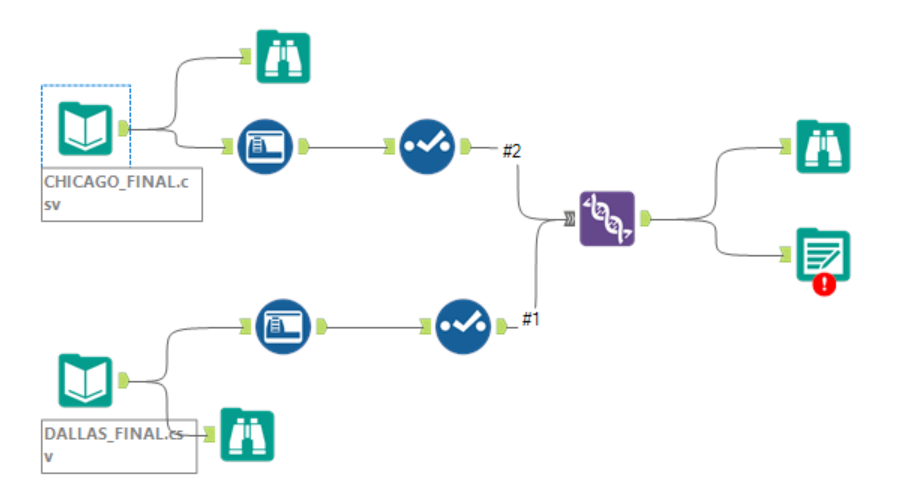 #2
CHICAGO_FINAL.c
sv
#1
DALLAS_FINAL.cs
v